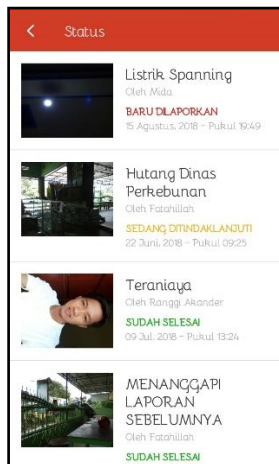 Status
Listrik Spanning
Oleh Mida
BARU DILAPORKAN
15 Agustus, 2018 - Pukul 19:49
Hutang Dinas
Perkebunan
Oleh Fatahillah
SEDANG DITINDAKLANJUTI
22 Juni, 2018 - Pukul 09:25
Teraniaya
Oleh Ranggi Akander
SUDAH SELESAI
09 Jul, 2018 - Pukul 13:24
MENANGGAPI
LAPORAN
SEBELUMNYA
Oleh Fatahillah
SUDAH SELESAI